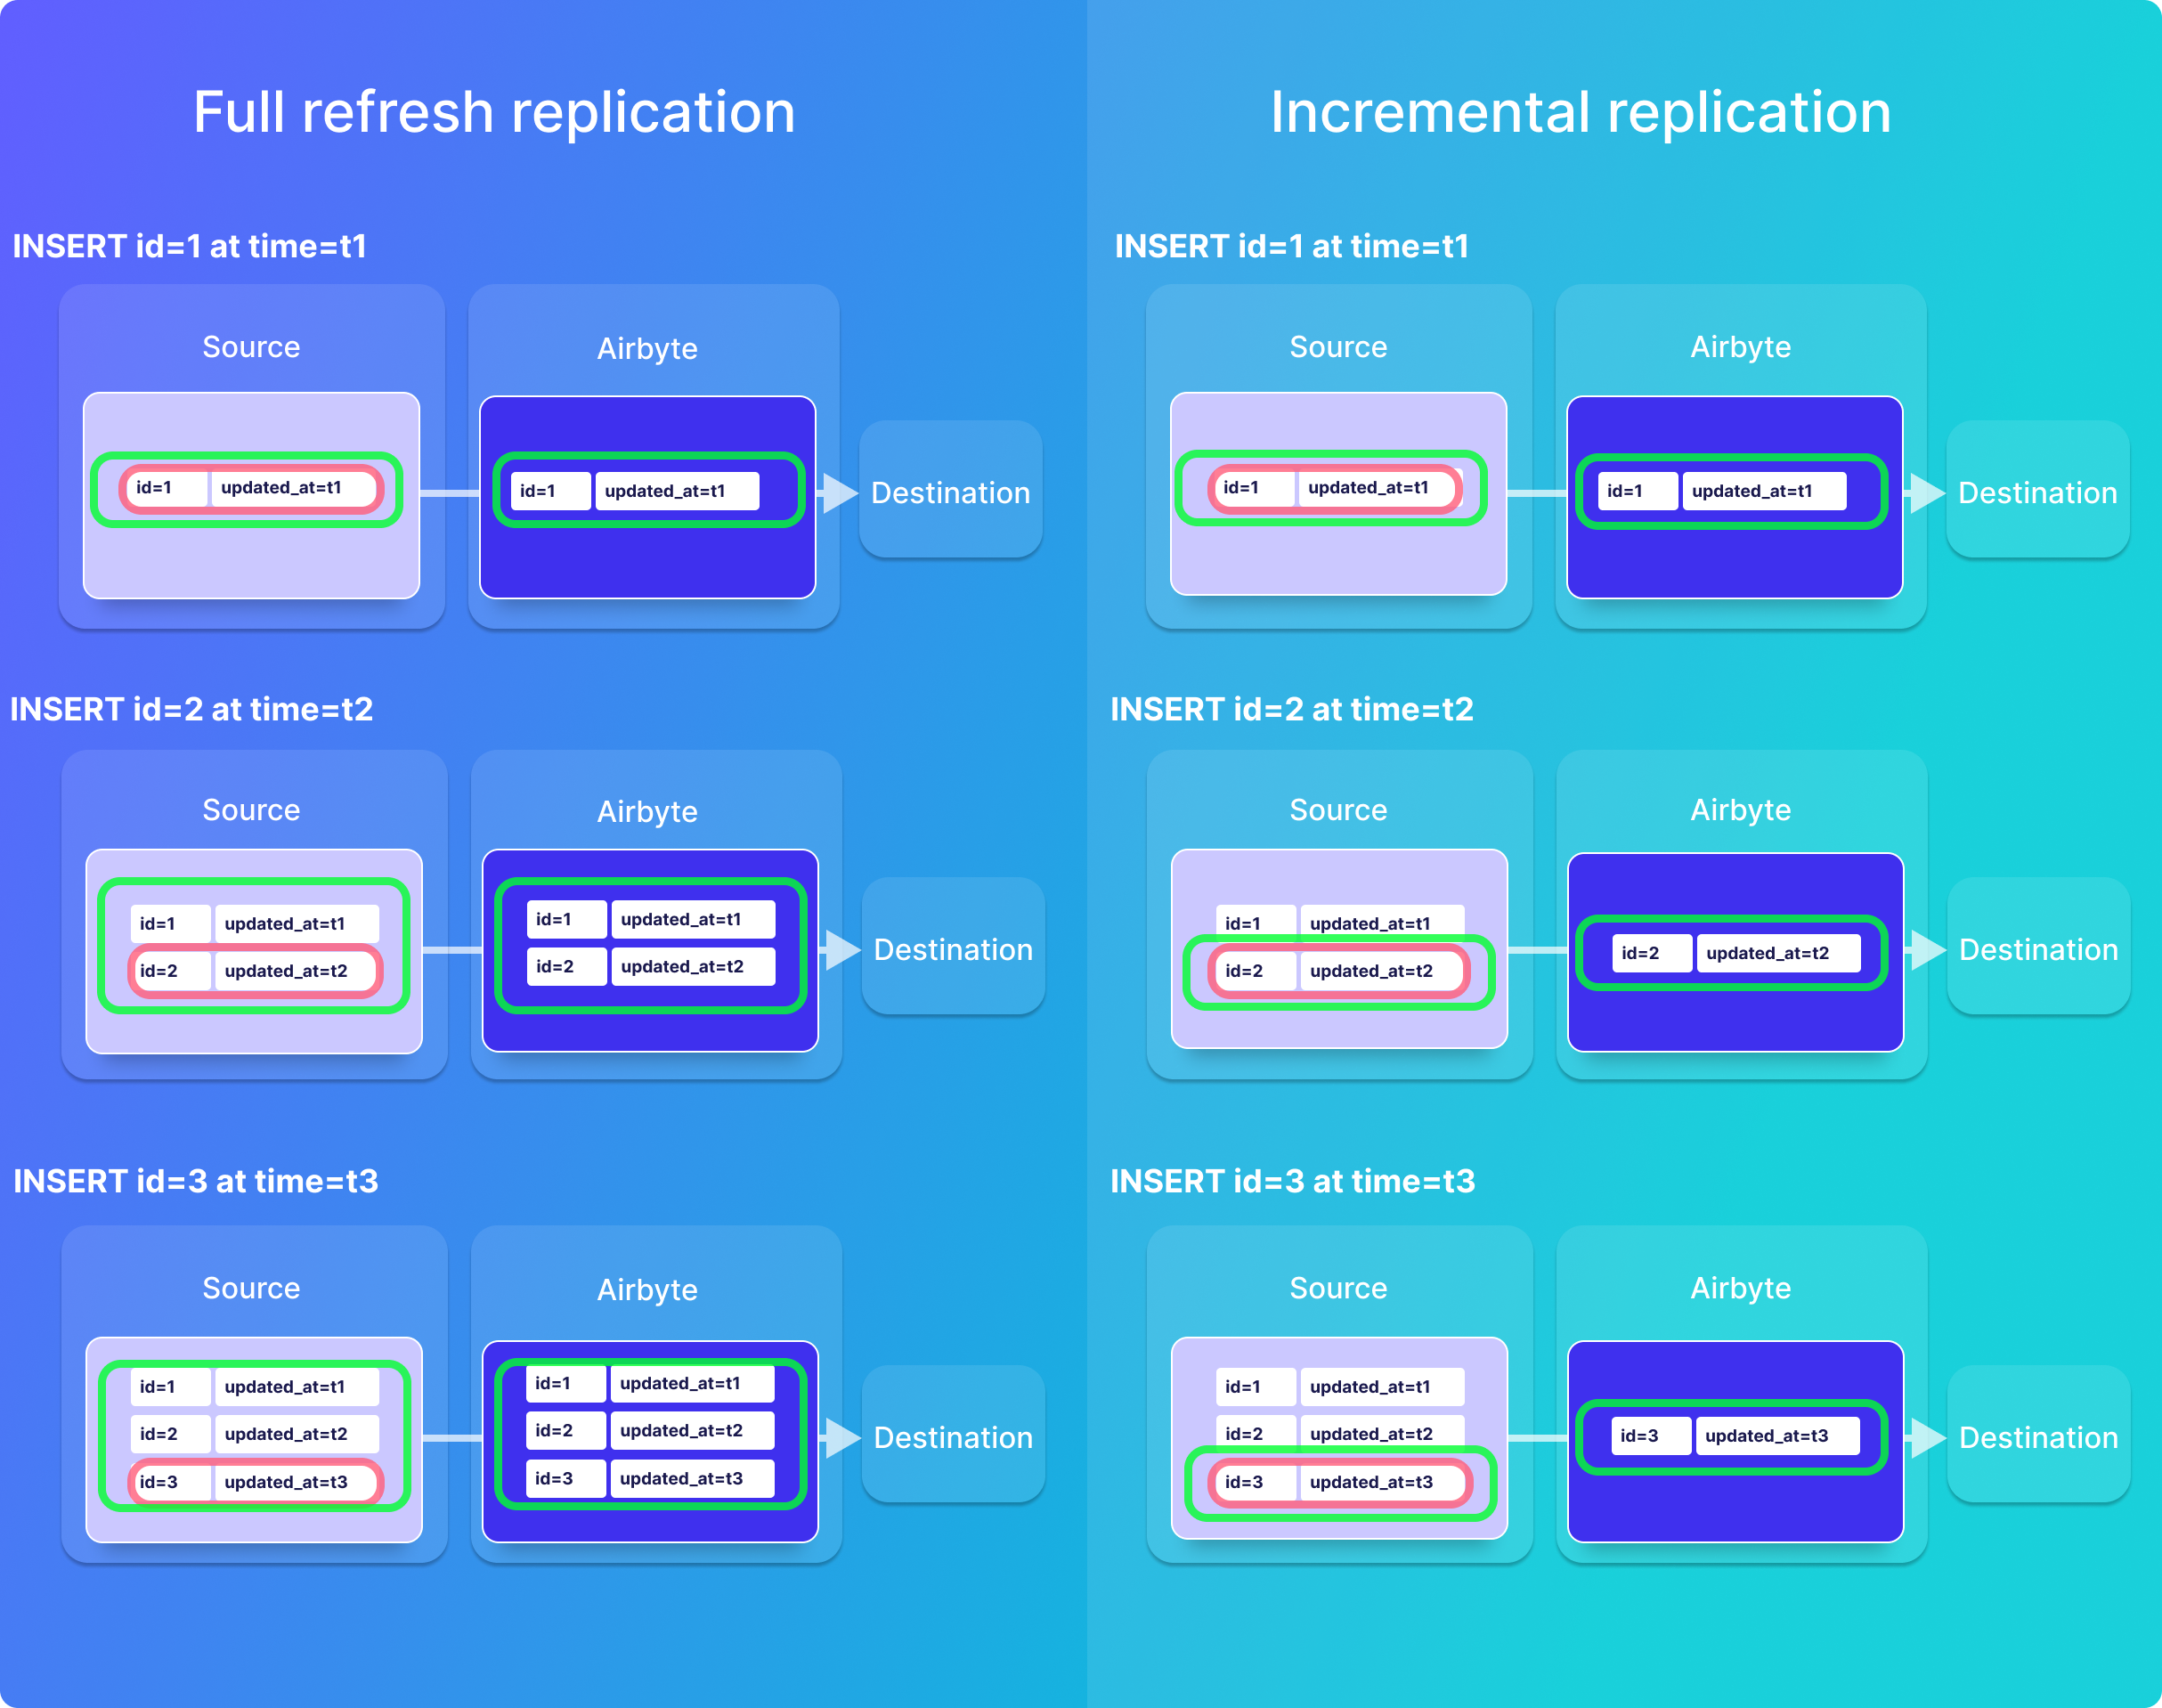 Full refresh replication
INSERT id=1 at time=t1
Source
Airbyte
id=1 updated_at=t1
id=1 updated_at=t1
Destination
INSERT id=2 at time=t2
Source
Airbyte
id=1 updated_at=t1
id=2 updated_at=t2
id=1 updated_at=t1
id=2 updated_at=t2
Destination
INSERT id=3 at time=t3
Source
Airbyte
id=1 updated_at=t1
id=2 updated_at=t2
id=3 updated_at=t3
id=1 updated_at=t1
id=2 updated_at=t2
id=3 updated_at=t3
Destination
Incremental replication
INSERT id=1 at time=t1
Source
Airbyte
id=1 updated_at=t1
id=1 updated_at=t1
Destination
INSERT id=2 at time=t2
Source
Airbyte
id=1 updated_at=t1
id=2 updated_at=t2
id=2 updated_at=t2
Destination
INSERT id=3 at time=t3
Source
Airbyte
id=1 updated_at=t1
id=2 updated_at=t2
id=3 updated_at=t3
id=3 updated_at=t3
Destination